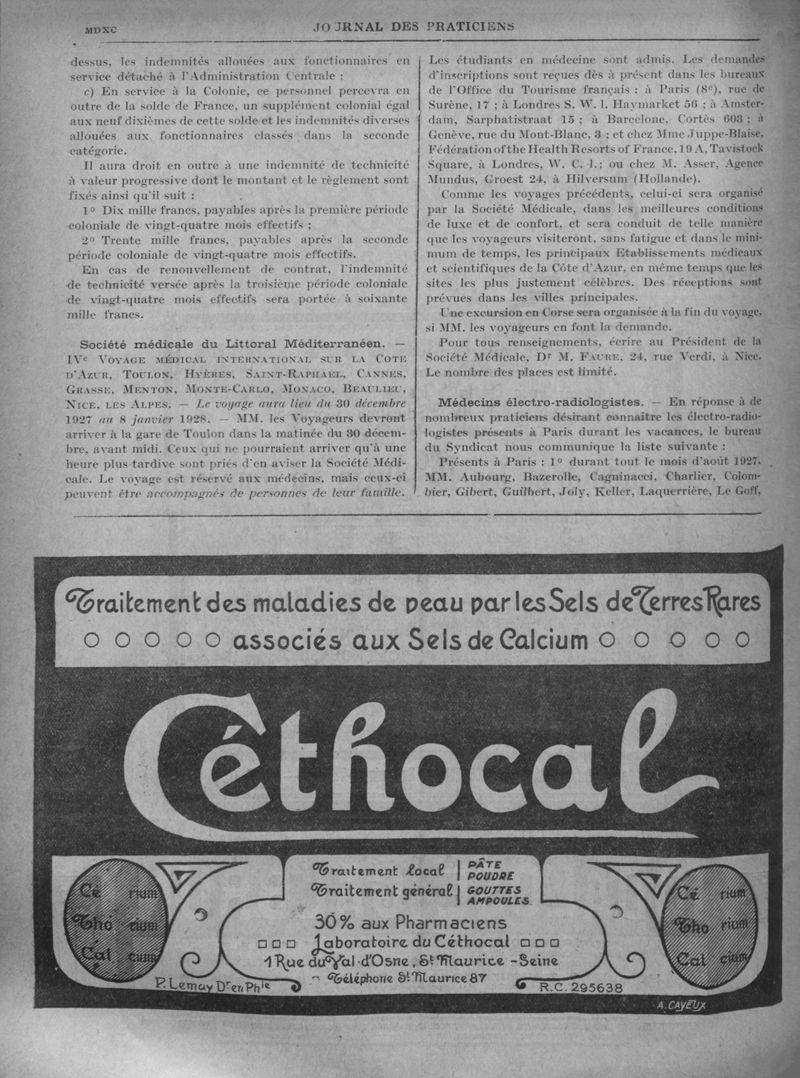 MDXC
JOURNAL DES PRATICIENS
dessus, les indemnités allouées aux fonctionnaires en
service détaché à l'Administration Centrale ;
c) En service à la Colonie, ce personnel percevra en
outre de la solde de France, un supplément colonial égal
aux neuf dixièmes de cette solde et les indemnités diverses
allouées aux fonctionnaires classés dans la seconde
catégorie.
Il aura droit en outre à une indemnité de technicité
à valeur progressive dont le montant et le règlement sont
fixés ainsi qu'il suit :
1o Dix mille francs, payables après la première période
coloniale de vingt-quatre mois effectifs ;
2o Trente mille francs, payables après la seconde
période coloniale de vingt-quatre mois effectifs.
En cas de renouvellement de contrat, l'indemnité
de technicité versée après la troisième période coloniale
de vingt-quatre mois effectifs sera portée à soixante
mille francs.
Société médicale du Littoral Méditerranéen. —
IVe VOYAGE MÉDICAL INTERNATIONAL SUR LA COTE
D'AZUR, TOULON, HYÈRES, SAINT-RAPHAEL, CANNES,
GRASSE, MENTON, MONTE-CARLO, MONACO, BEAULIEU,
NICE, LES ALPES. — Le voyage aura lieu du 30 décembre
1927 au 8 janvier 1928. — MM. les Voyageurs devront
arriver à la gare de Toulon dans la matinée du 30 décem-
bre, avant midi. Ceux qui ne pourraient arriver qu'à une
heure plus tardive sont priés d'en aviser la Société Médi-
cale. Le voyage est réservé aux médecins, mais ceux-ci
peuvent être accompagnés de personnes de leur famille.
Les étudiants en médecine sont admis. Les demandes
d'inscriptions sont reçues dès à présent dans les bureaux
de l'Office du Tourisme français : à Paris (8e), rue de
Surène, 17 ; à Londres S. W. 1. Haymarket 56 ; à Amster-
dam, Sarphatistraat 15 ; à Barcelone, Cortès 603 ; à
Genève, rue du Mont-Blanc, 3 ; et chez Mme Juppe-Blaise,
Fédération of the Health Resorts of France, 19 A, Tavistock
Square, à Londres, W. C. 1.; ou chez M. Asser, Agence
Mundus, Groest 24, à Hilversum (Hollande).
Comme les voyages précédents, celui-ci sera organisé
par la Société Médicale, dans les meilleures conditions
de luxe et de confort, et sera conduit de telle manière
que les voyageurs visiteront, sans fatigue et dans le mini-
mum de temps, les principaux Etablissements médicaux
et scientifiques de la Côte d'Azur, en même temps que les
sites les plus justement célèbres. Des réceptions sont
prévues dans les villes principales.
Une excursion en Corse sera organisée à la fin du voyage,
si MM. les voyageurs en font la demande.
Pour tous renseignements, écrire au Président de la
Société Médicale, Dr M. FAURE, 24, rue Verdi, à Nice.
Le nombre des places est limité.
Médecins électro-radiologistes. — En réponse à de
nombreux praticiens désirant connaître les électro-radio-
logistes présents à Paris durant les vacances, le bureau
du Syndicat nous communique la liste suivante :
Présents à Paris : 1o durant tout le mois d'août 1927.
MM. Aubourg, Bazerolle, Cagninacci, Charlier, Colom-
bier, Gibert, Guilbert, Joly, Keller, Laquerrière, Le Goff,
Traitement des maladies de peau par les Sels de Terres Rares
associés aux Sels de Calcium
Céthocal
Traitement local PÂTE
POUDRE
Traitement général GOUTTES
AMPOULES
30% aux Pharmaciens
Laboratoire du Céthocal
1 Rue du Val d'Osne, St Maurice - Seine
Téléphone St Maurice 87
Cé rium
Tho rium
Cal cium
Cé rium
Tho rium
Cal cium
P. Lemay Dr en Phie
R.C. 295638
A. CAYEUX